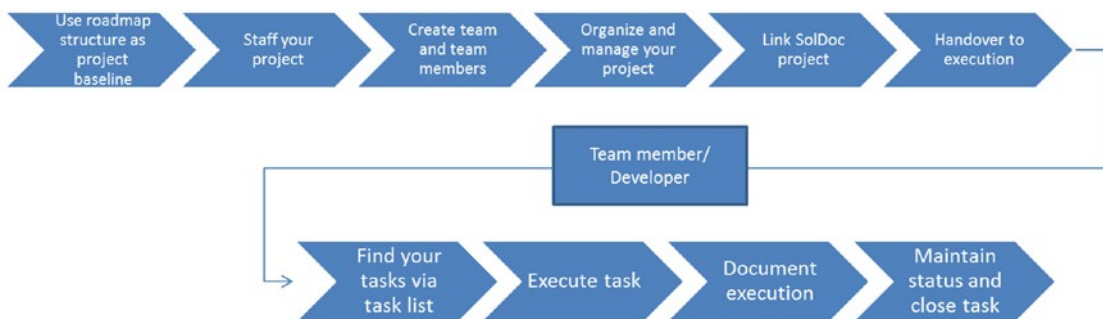 Use roadmap
structure as
project
baseline
Staff your
project
Create team
and team
members
Organize and
manage your
project
Link SolDoc
project
Handover to
execution
Team member/
Developer
Find your
tasks via
task list
Execute task
Document
execution
Maintain
status and
close task